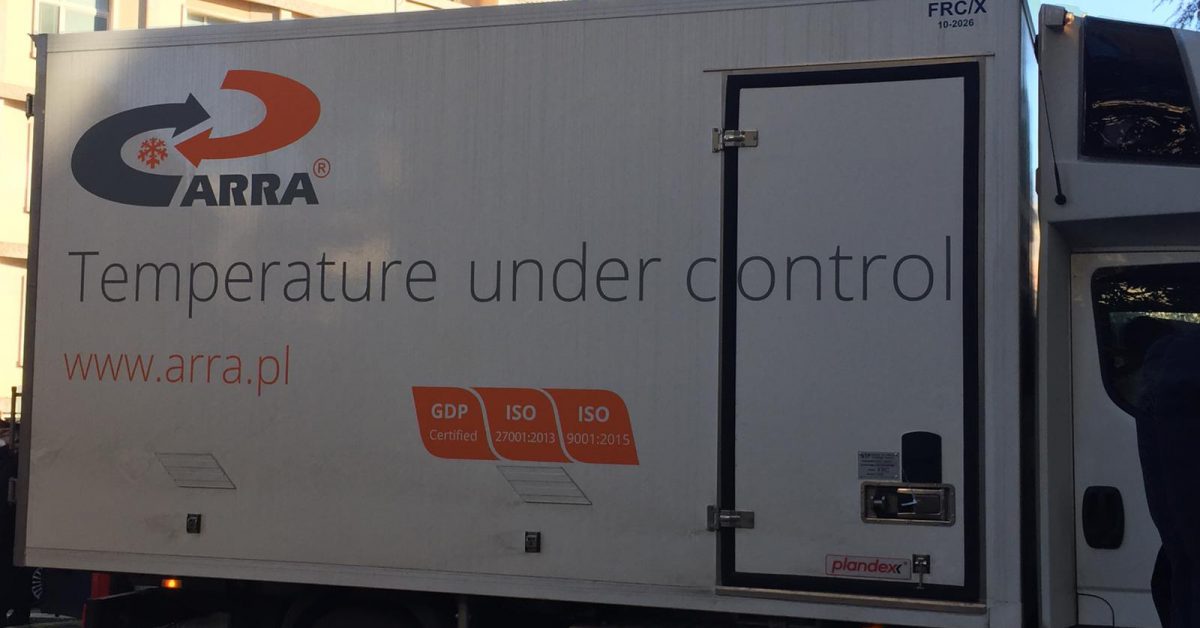 FRC/X
10-2026
ARRA®
Temperature under control
www.arra.pl
GDP
Certified
ISO
27001:2013
ISO
9001:2015
plandex